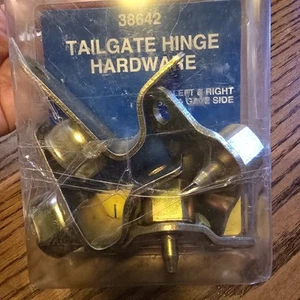 38642
TAILGATE HINGE
HARDWARE
LEFT & RIGHT
SIDE